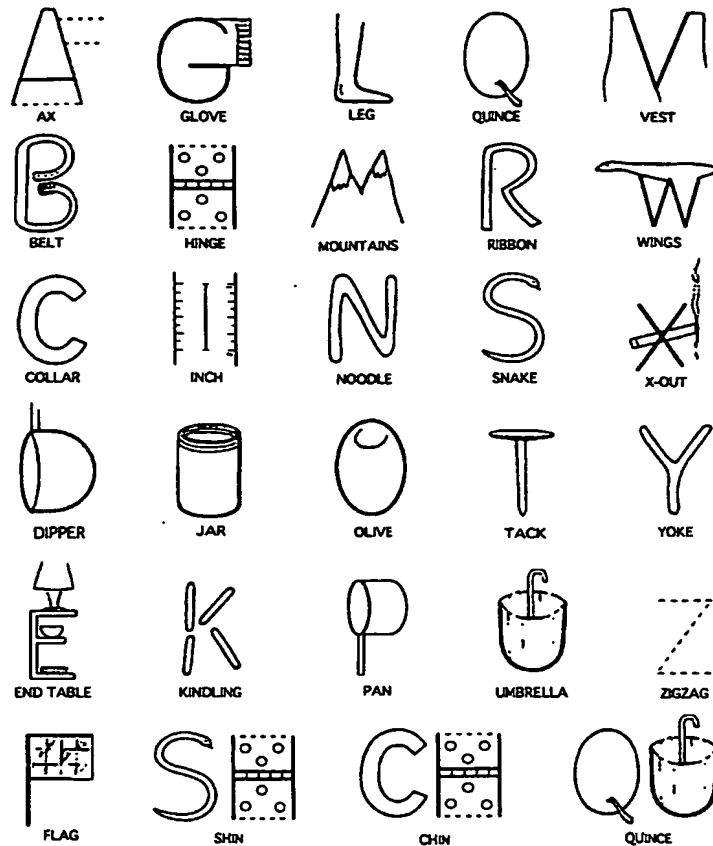 AX GLOVE LEG QUINCE VEST
BELT HINGE MOUNTAINS RIBBON WINGS
COLLAR INCH NOODLE SNAKE X-OUT
DIPPER JAR OLIVE TACK YOKE
END TABLE KINDLING PAN UMBRELLA ZIGZAG
FLAG SHIN CHIN QUINCE